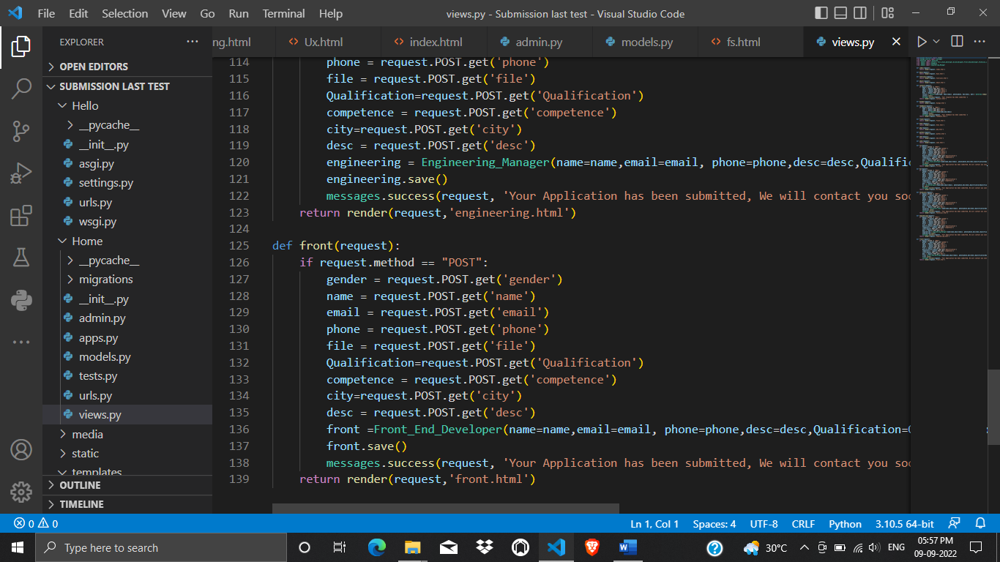 File Edit Selection View Go Run Terminal Help
views.py - Submission last test - Visual Studio Code
EXPLORER
ng.html
Ux.html
index.html
admin.py
models.py
fs.html
views.py
OPEN EDITORS
SUBMISSION LAST TEST
Hello
__pycache__
__init__.py
asgi.py
settings.py
urls.py
wsgi.py
Home
__pycache__
migrations
__init__.py
admin.py
apps.py
models.py
tests.py
urls.py
views.py
media
static
templates
OUTLINE
TIMELINE
114 phone = request.POST.get('phone')
115 file = request.POST.get('file')
116 Qualification=request.POST.get('Qualification')
117 competence = request.POST.get('competence')
118 city=request.POST.get('city')
119 desc = request.POST.get('desc')
120 engineering = Engineering_Manager(name=name,email=email, phone=phone,desc=desc,Qualific
121 engineering.save()
122 messages.success(request, 'Your Application has been submitted, We will contact you soo
123 return render(request,'engineering.html')
124
125 def front(request):
126 if request.method == "POST":
127 gender = request.POST.get('gender')
128 name = request.POST.get('name')
129 email = request.POST.get('email')
130 phone = request.POST.get('phone')
131 file = request.POST.get('file')
132 Qualification=request.POST.get('Qualification')
133 competence = request.POST.get('competence')
134 city=request.POST.get('city')
135 desc = request.POST.get('desc')
136 front =Front_End_Developer(name=name,email=email, phone=phone,desc=desc,Qualification=
137 front.save()
138 messages.success(request, 'Your Application has been submitted, We will contact you soo
139 return render(request,'front.html')
0 0
Ln 1, Col 1 Spaces: 4 UTF-8 CRLF Python 3.10.5 64-bit
Type here to search
30°C
ENG
05:57 PM
09-09-2022